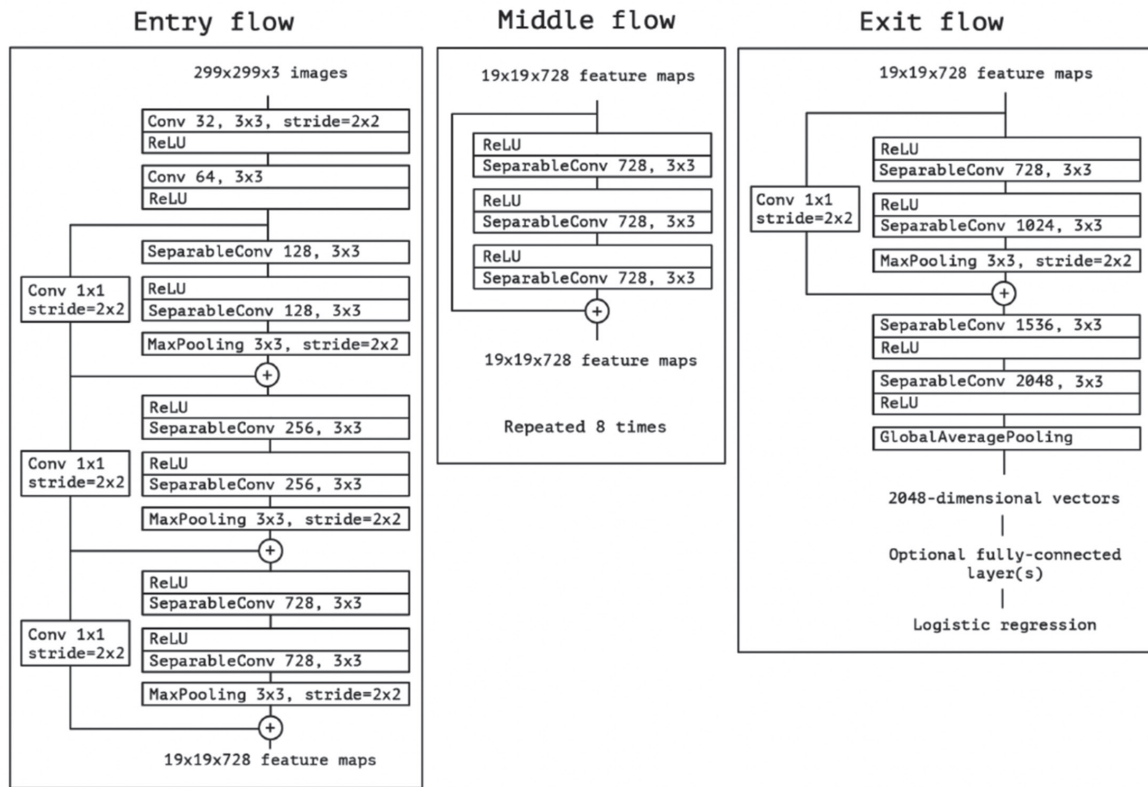 Entry flow
299x299x3 images
Conv 32, 3x3, stride=2x2
ReLU
Conv 64, 3x3
ReLU
SeparableConv 128, 3x3
Conv 1x1
stride=2x2
ReLU
SeparableConv 128, 3x3
MaxPooling 3x3, stride=2x2
+
ReLU
SeparableConv 256, 3x3
Conv 1x1
stride=2x2
ReLU
SeparableConv 256, 3x3
MaxPooling 3x3, stride=2x2
+
ReLU
SeparableConv 728, 3x3
Conv 1x1
stride=2x2
ReLU
SeparableConv 728, 3x3
MaxPooling 3x3, stride=2x2
+
19x19x728 feature maps
Middle flow
19x19x728 feature maps
ReLU
SeparableConv 728, 3x3
ReLU
SeparableConv 728, 3x3
ReLU
SeparableConv 728, 3x3
+
19x19x728 feature maps
Repeated 8 times
Exit flow
19x19x728 feature maps
ReLU
SeparableConv 728, 3x3
Conv 1x1
stride=2x2
ReLU
SeparableConv 1024, 3x3
MaxPooling 3x3, stride=2x2
+
SeparableConv 1536, 3x3
ReLU
SeparableConv 2048, 3x3
ReLU
GlobalAveragePooling
2048-dimensional vectors
Optional fully-connected
layer(s)
Logistic regression